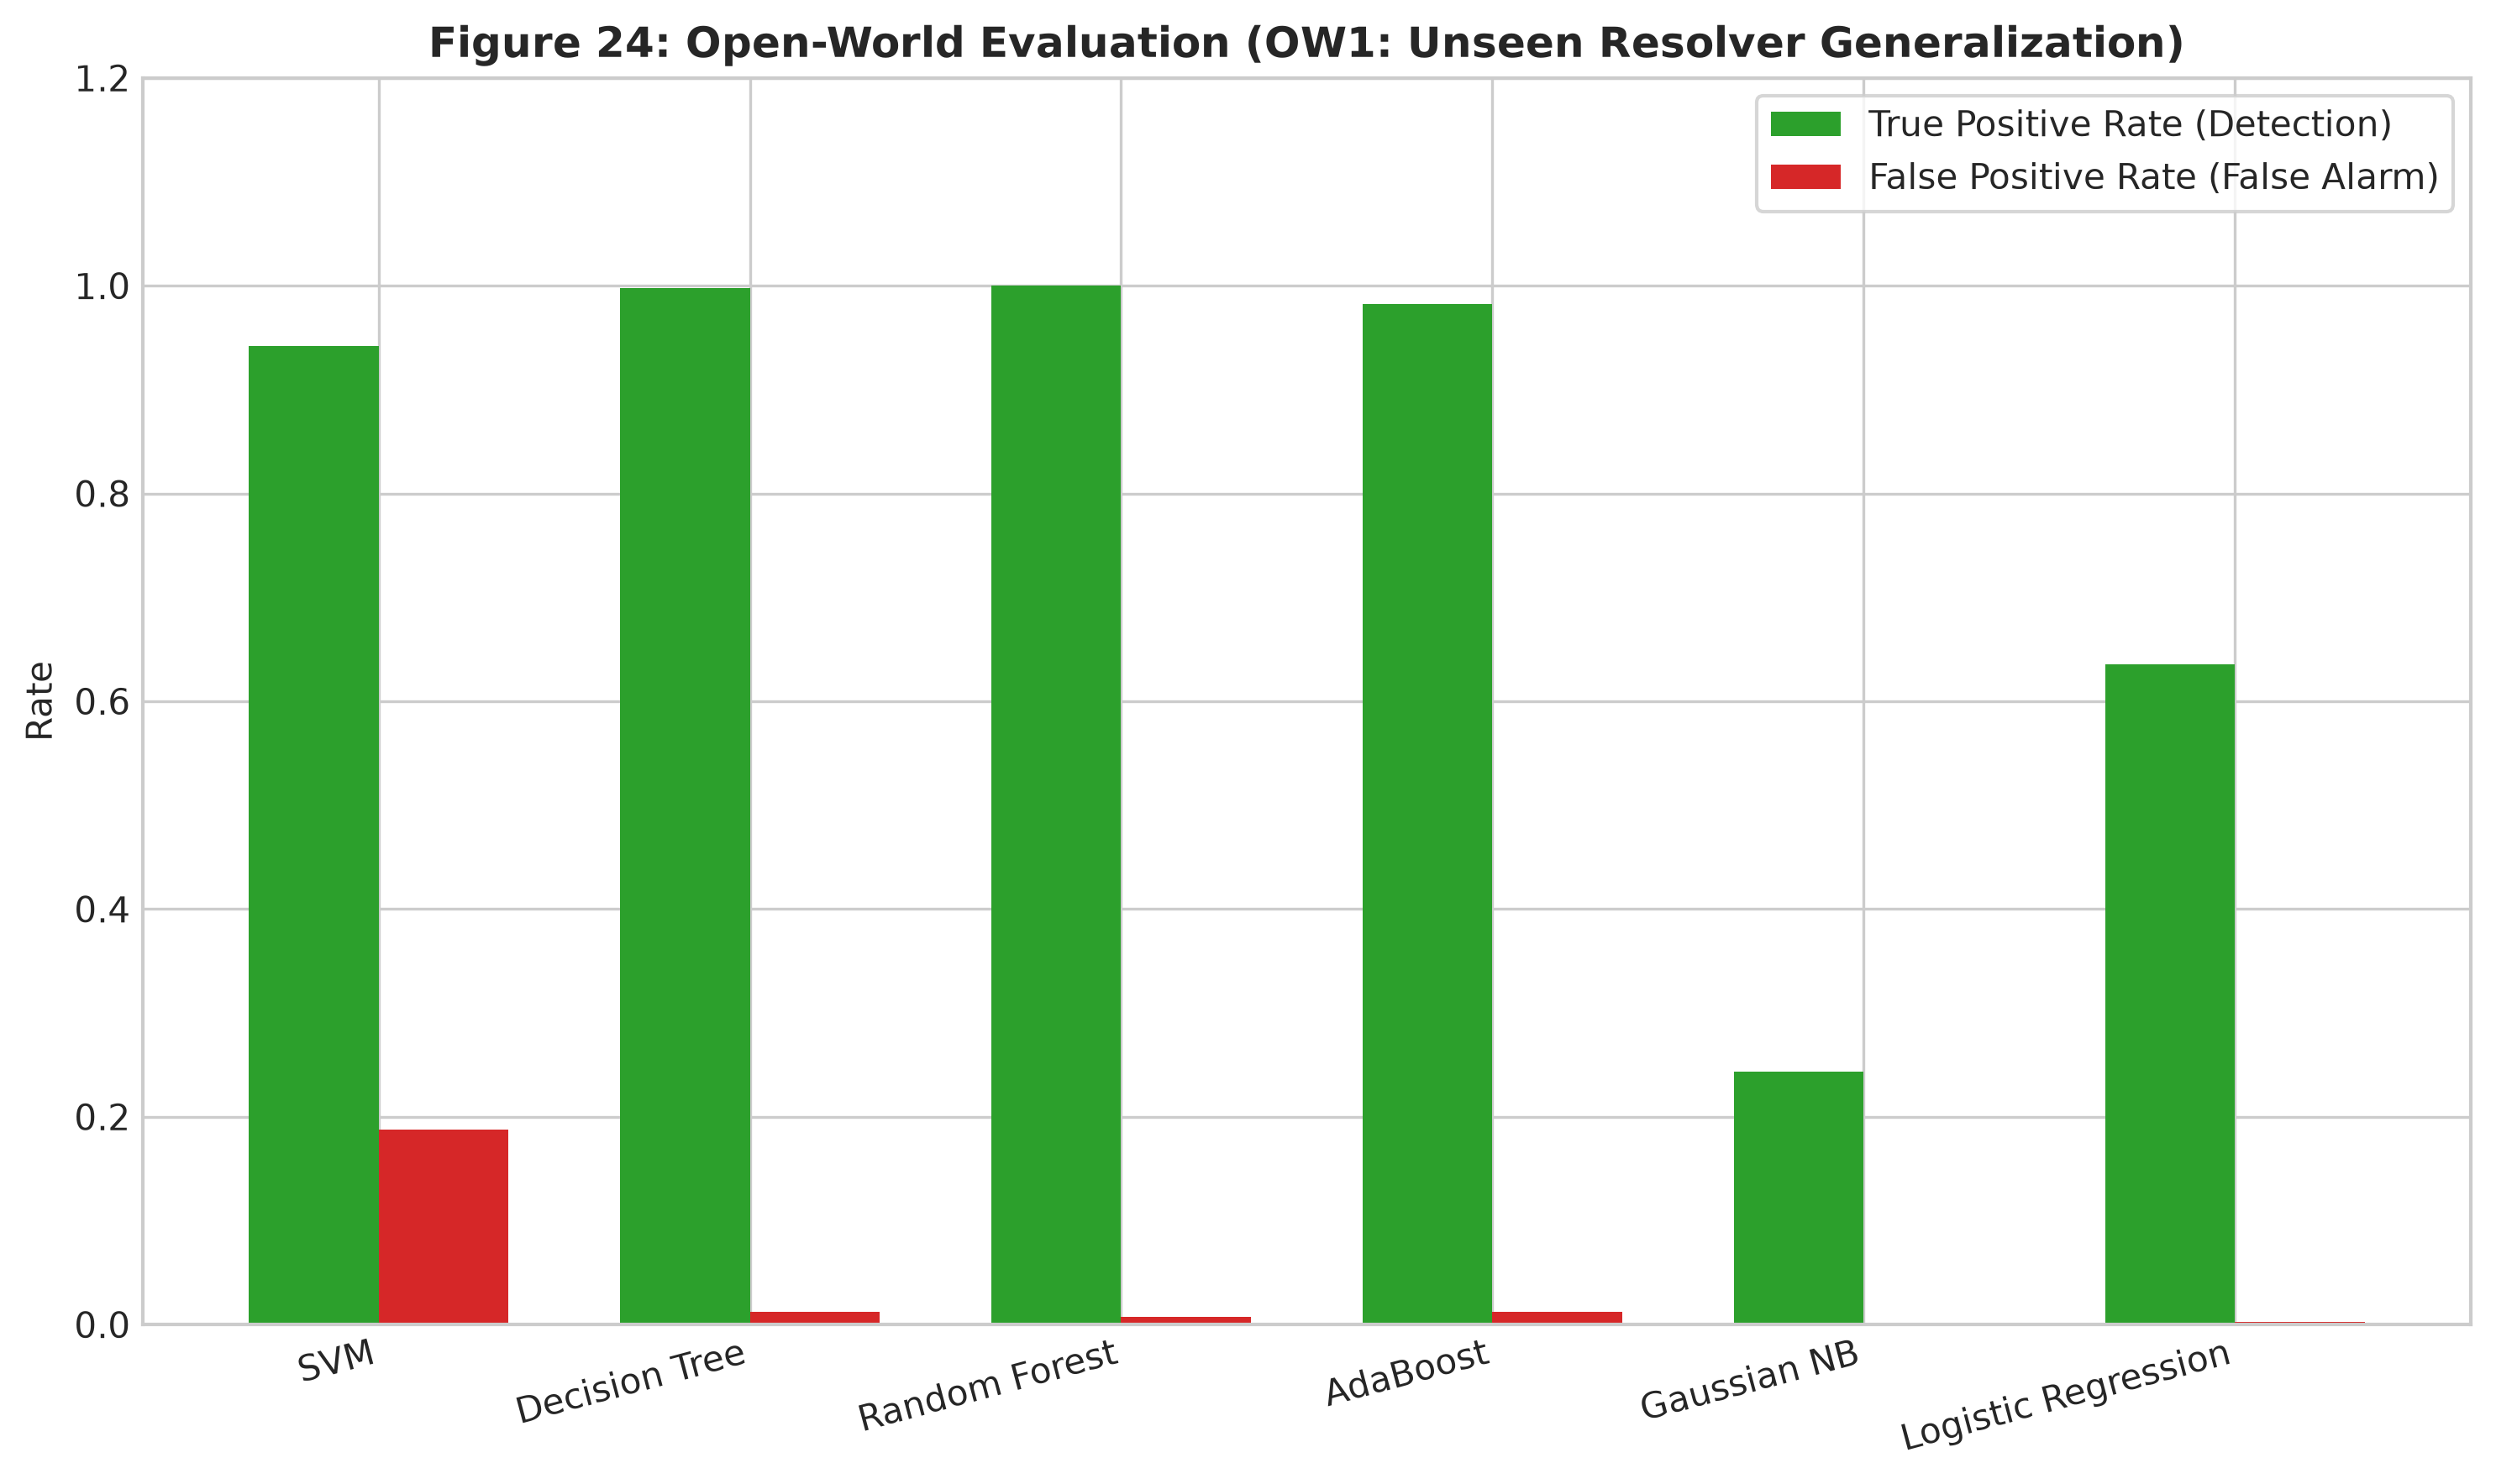 Figure 24: Open-World Evaluation (OW1: Unseen Resolver Generalization)
True Positive Rate (Detection)
False Positive Rate (False Alarm)
Rate
1.2
1.0
0.8
0.6
0.4
0.2
0.0
SVM
Decision Tree
Random Forest
AdaBoost
Gaussian NB
Logistic Regression